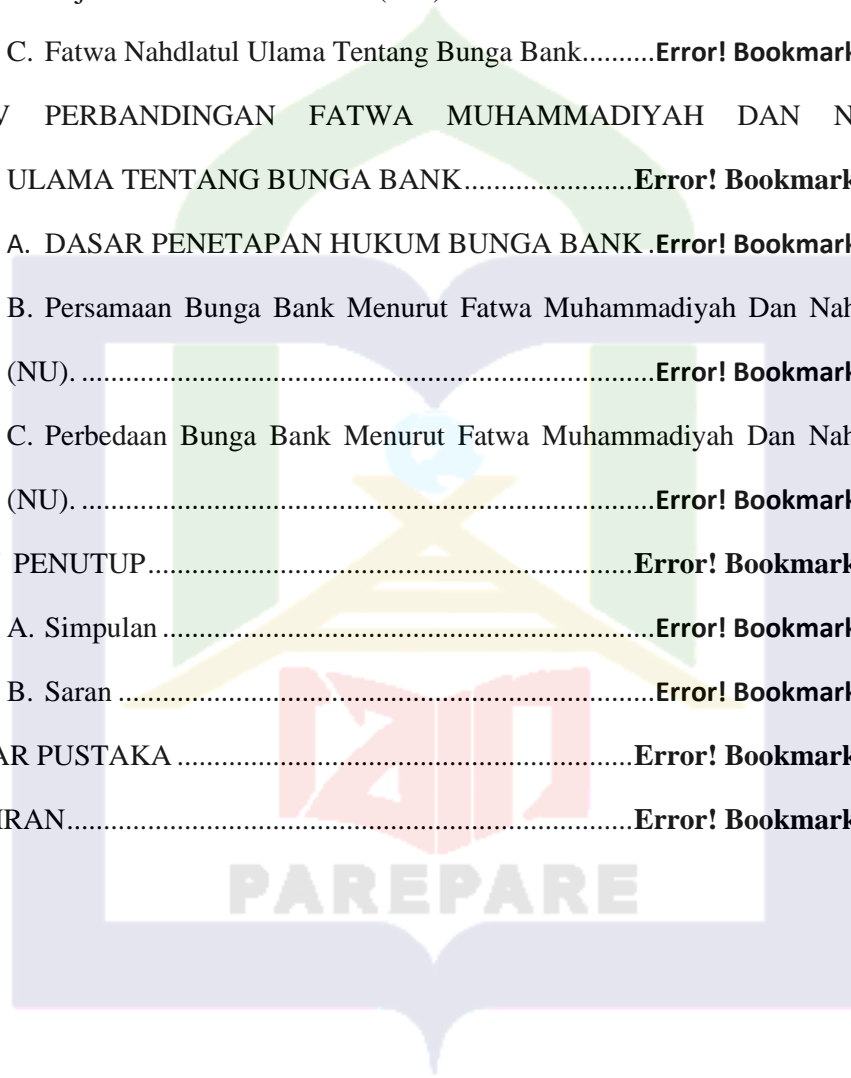 C. Fatwa Nahdlatul Ulama Tentang Bunga Bank..........Error! Bookmark
PERBANDINGAN FATWA MUHAMMADIYAH DAN N
ULAMA TENTANG BUNGA BANK.......................Error! Bookmark
A. DASAR PENETAPAN HUKUM BUNGA BANK .Error! Bookmark
B. Persamaan Bunga Bank Menurut Fatwa Muhammadiyah Dan Nah
(NU). ..............................................................................Error! Bookmark
C. Perbedaan Bunga Bank Menurut Fatwa Muhammadiyah Dan Nah
(NU). ..............................................................................Error! Bookmark
PENUTUP..................................................................Error! Bookmark
A. Simpulan ...................................................................Error! Bookmark
B. Saran .........................................................................Error! Bookmark
AR PUSTAKA ..............................................................Error! Bookmark
IRAN.............................................................................Error! Bookmark
PAREPARE